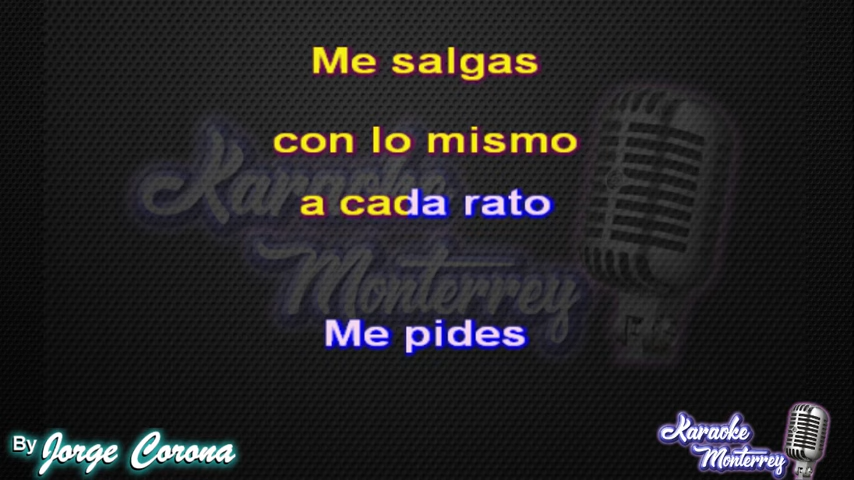 Me salgas
con lo mismo
a cada rato
Karaoke
Monterrey
Me pides
By Jorge Corona
Karaoke
Monterrey